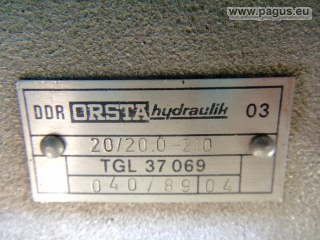 www.pagus.eu
DDR ORSTA hydraulik 03
20/20.0-210
TGL 37 069
040/89 04